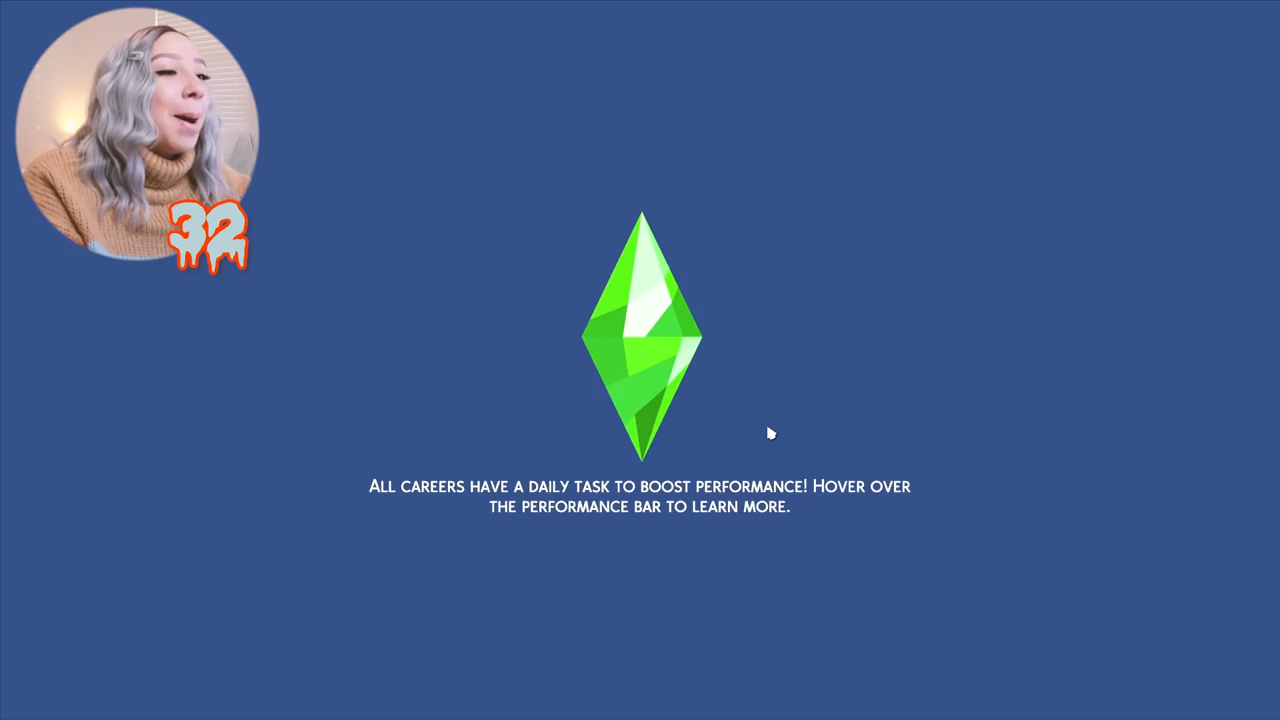 32
All careers have a daily task to boost performance! Hover over
the performance bar to learn more.